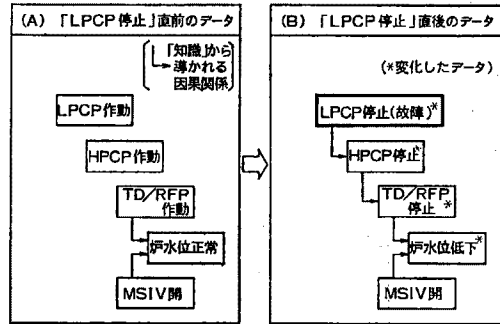 (A) 「LPCP停止」直前のデータ
「知識」から
導かれる
因果関係
LPCP作動
HPCP作動
TD/RFP
作動
炉水位正常
MSIV開
(B) 「LPCP停止」直後のデータ
(*変化したデータ)
LPCP停止(故障)*
HPCP停止*
TD/RFP
停止*
炉水位低下*
MSIV開